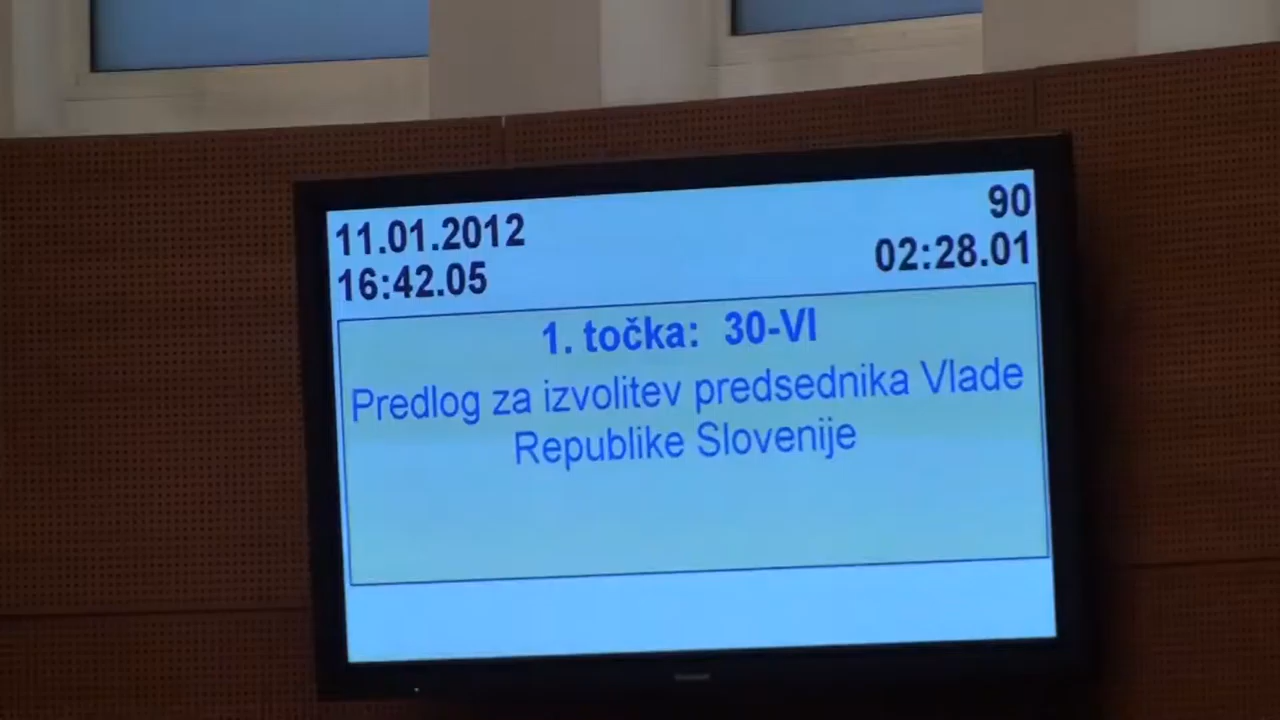 11.01.2012 90
16:42.05 02:28.01
1. točka: 30-VI
Predlog za izvolitev predsednika Vlade
Republike Slovenije